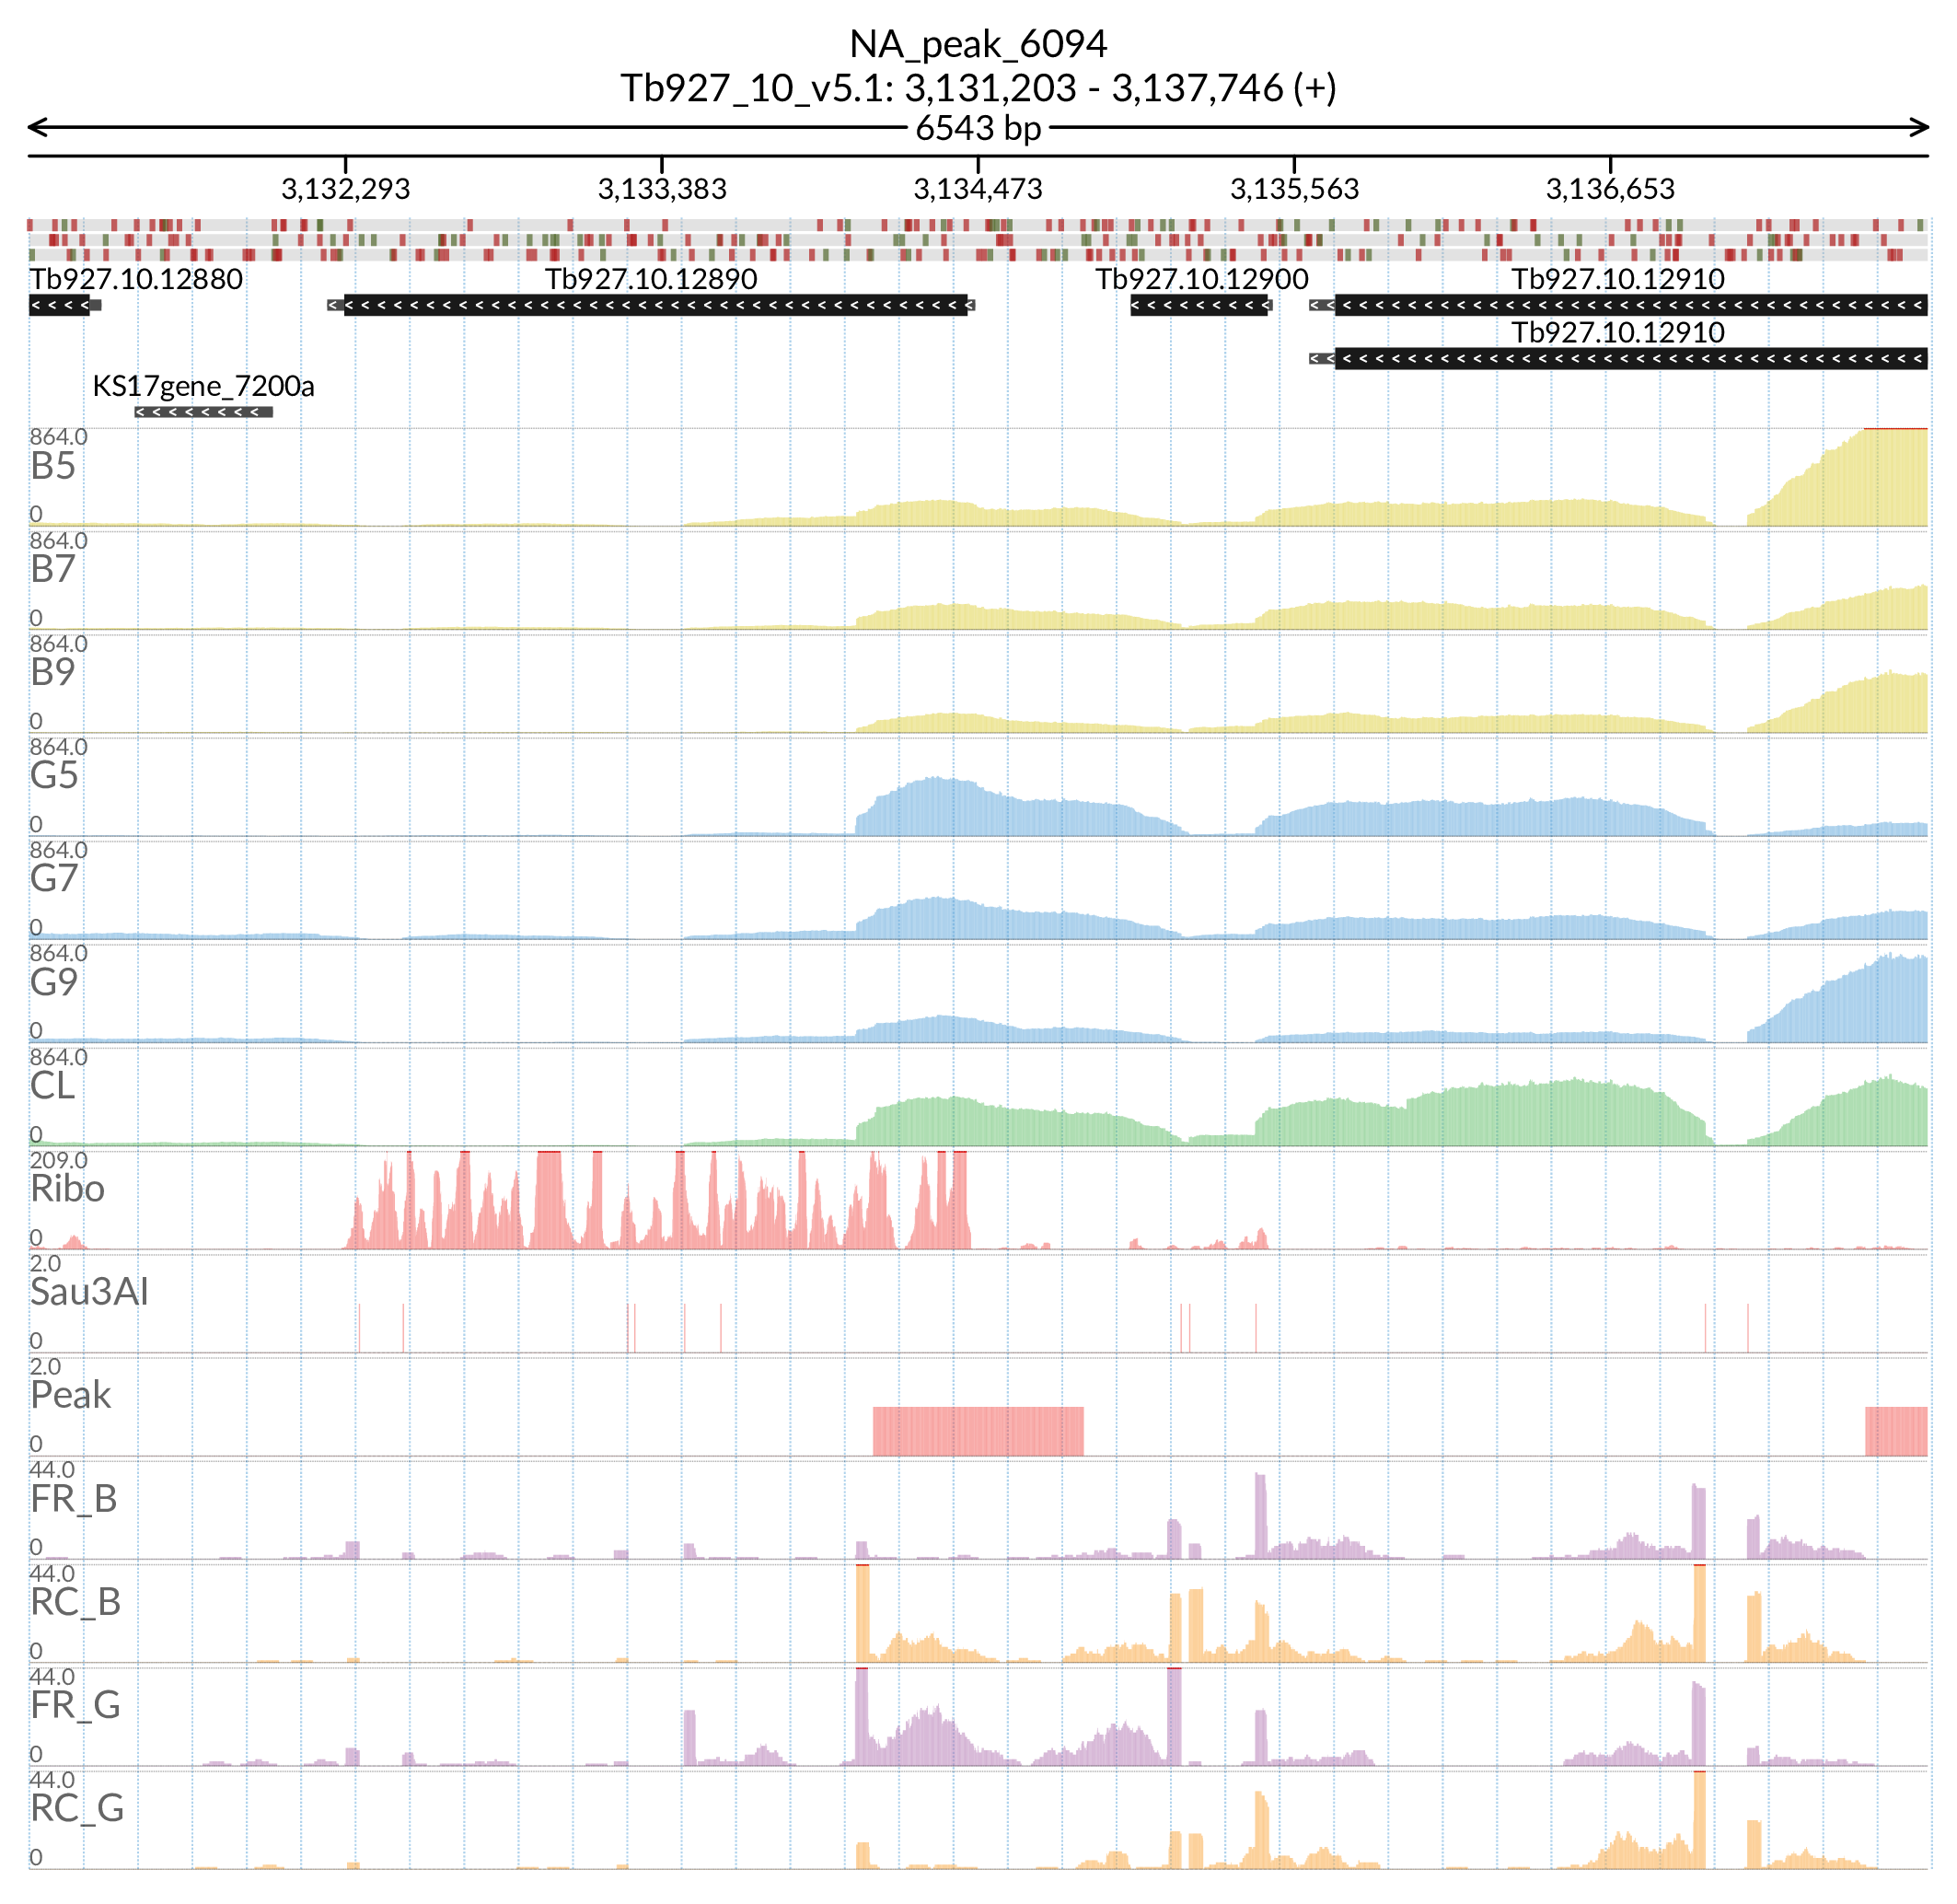 NA_peak_6094
Tb927_10_v5.1: 3,131,203 - 3,137,746 (+)
6543 bp
3,132,293 3,133,383 3,134,473 3,135,563 3,136,653
Tb927.10.12880 Tb927.10.12890 Tb927.10.12900 Tb927.10.12910
Tb927.10.12910
KS17gene_7200a
864.0
B5
0
864.0
B7
0
864.0
B9
0
864.0
G5
0
864.0
G7
0
864.0
G9
0
864.0
CL
0
209.0
Ribo
0
2.0
Sau3AI
0
2.0
Peak
0
44.0
FR_B
0
44.0
RC_B
0
44.0
FR_G
0
44.0
RC_G
0